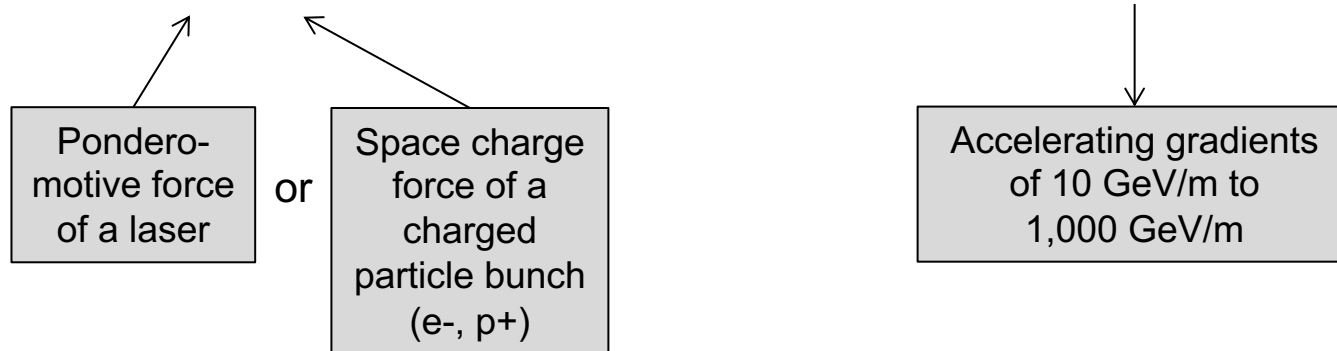 Pondero-
motive force
of a laser
or
Space charge
force of a
charged
particle bunch
(e-, p+)
Accelerating gradients
of 10 GeV/m to
1,000 GeV/m